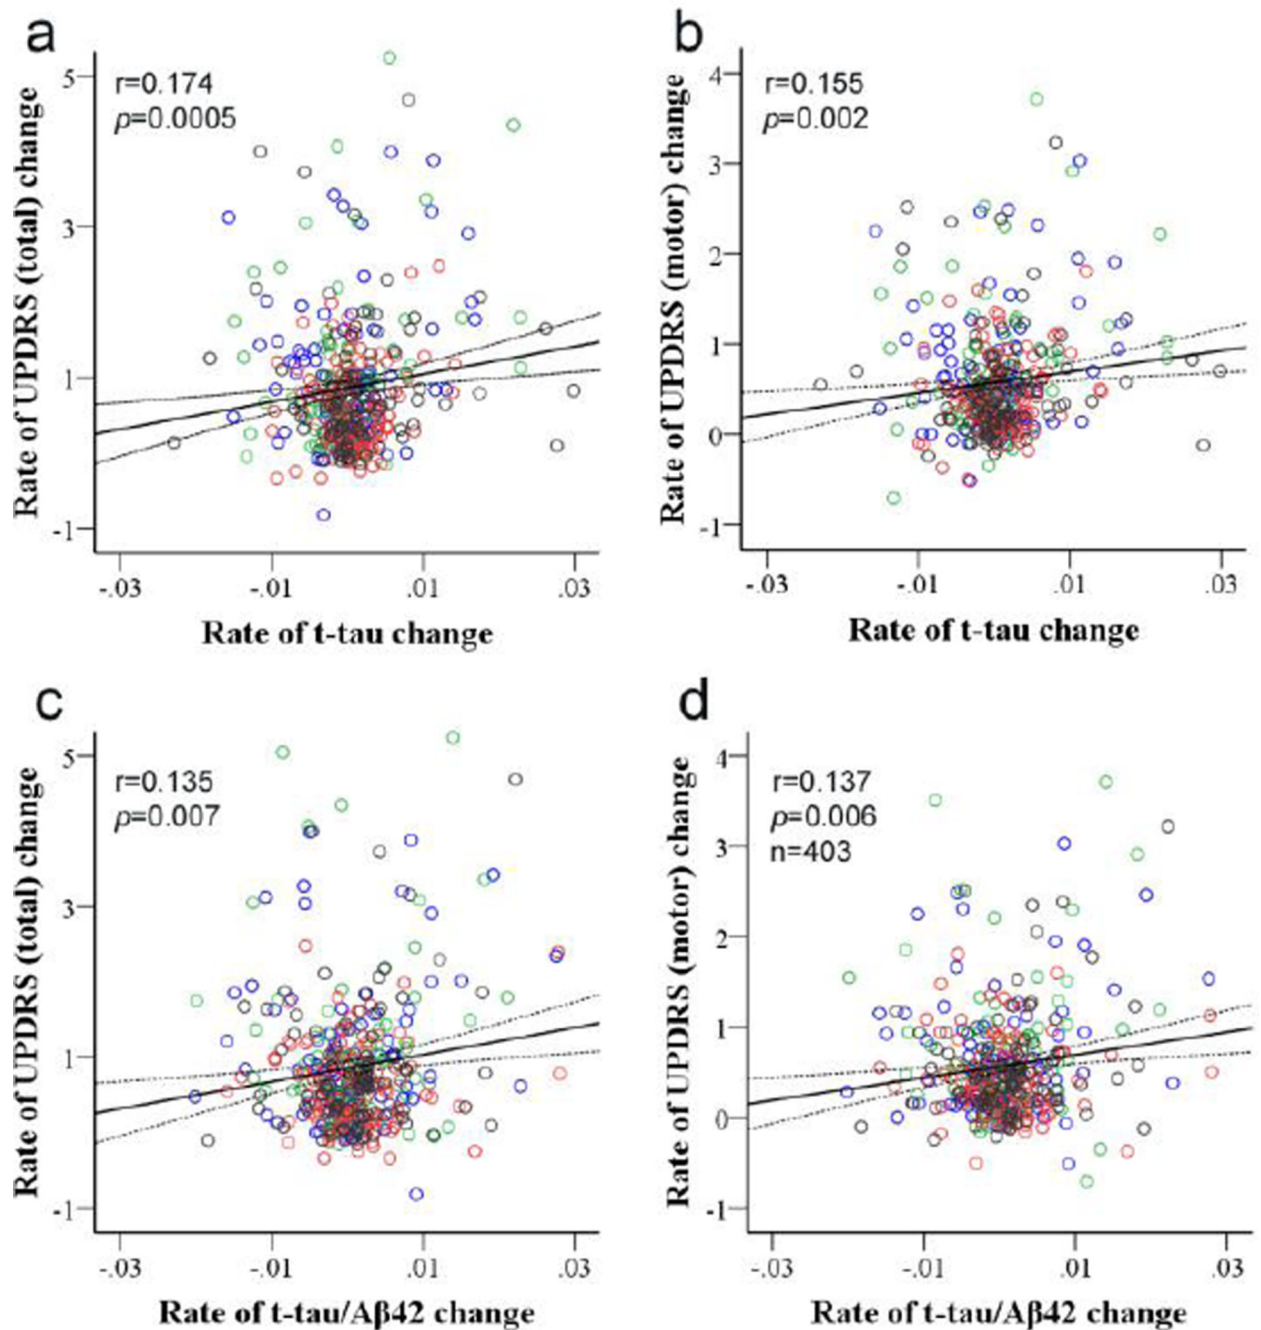 a
r=0.174
p=0.0005
Rate of UPDRS (total) change
5
3
1
-1
-.03 -.01 .01 .03
Rate of t-tau change
b
r=0.155
p=0.002
Rate of UPDRS (motor) change
4
3
2
1
0
-1
-.03 -.01 .01 .03
Rate of t-tau change
c
r=0.135
p=0.007
Rate of UPDRS (total) change
5
3
1
-1
-.03 -.01 .01 .03
Rate of t-tau/Aβ42 change
d
r=0.137
p=0.006
n=403
Rate of UPDRS (motor) change
4
3
2
1
0
-1
-.03 -.01 .01 .03
Rate of t-tau/Aβ42 change